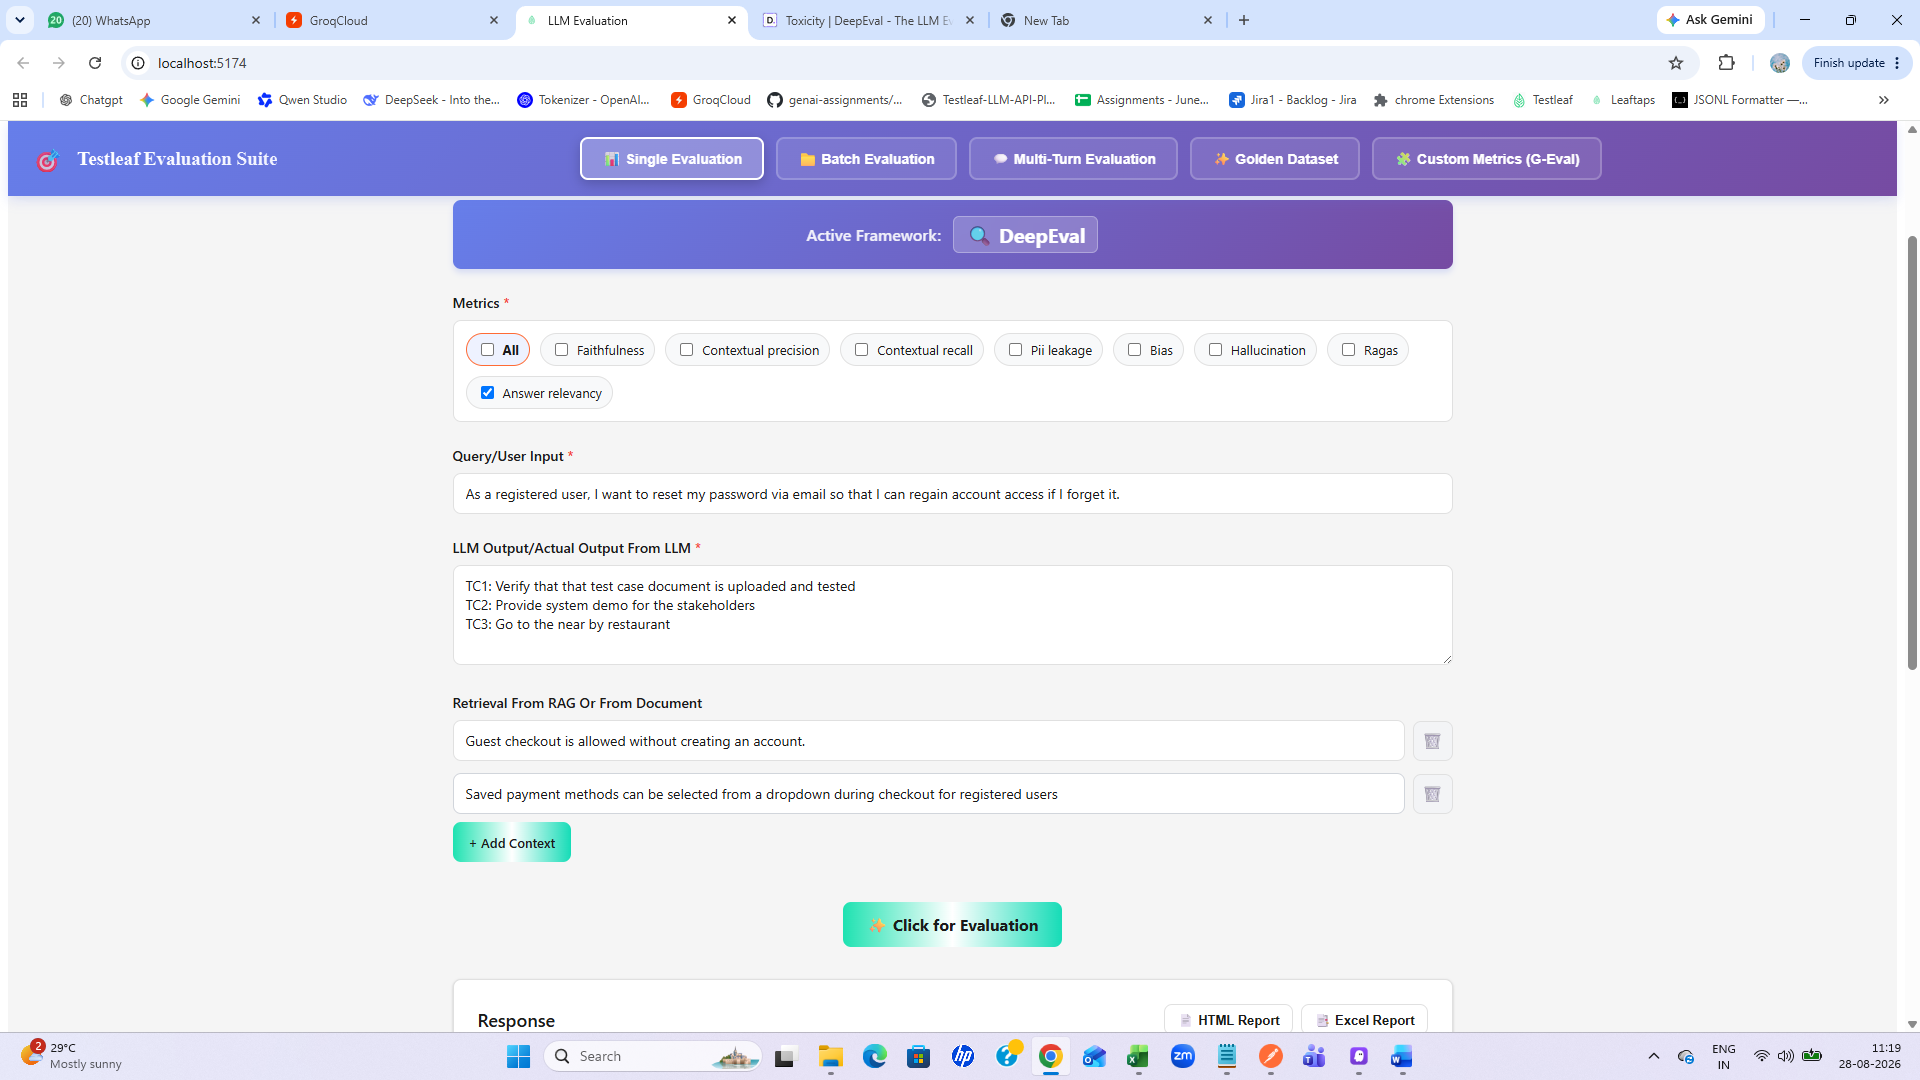 20
(20) WhatsApp
GroqCloud
LLM Evaluation
Toxicity | DeepEval - The LLM Ev
New Tab
Ask Gemini
localhost:5174
Finish update
Chatgpt
Google Gemini
Qwen Studio
DeepSeek - Into the...
Tokenizer - OpenAI...
GroqCloud
genai-assignments/...
Testleaf-LLM-API-Pl...
Assignments - June...
Jira1 - Backlog - Jira
chrome Extensions
Testleaf
Leaftaps
JSONL Formatter —...
Testleaf Evaluation Suite
Single Evaluation
Batch Evaluation
Multi-Turn Evaluation
Golden Dataset
Custom Metrics (G-Eval)
Active Framework:
DeepEval
Metrics *
All
Faithfulness
Contextual precision
Contextual recall
Pii leakage
Bias
Hallucination
Ragas
Answer relevancy
Query/User Input *
As a registered user, I want to reset my password via email so that I can regain account access if I forget it.
LLM Output/Actual Output From LLM *
TC1: Verify that that test case document is uploaded and tested
TC2: Provide system demo for the stakeholders
TC3: Go to the near by restaurant
Retrieval From RAG Or From Document
Guest checkout is allowed without creating an account.
Saved payment methods can be selected from a dropdown during checkout for registered users
+ Add Context
Click for Evaluation
Response
HTML Report
Excel Report
2
29°C
Mostly sunny
Search
ENG
IN
11:19
28-08-2026